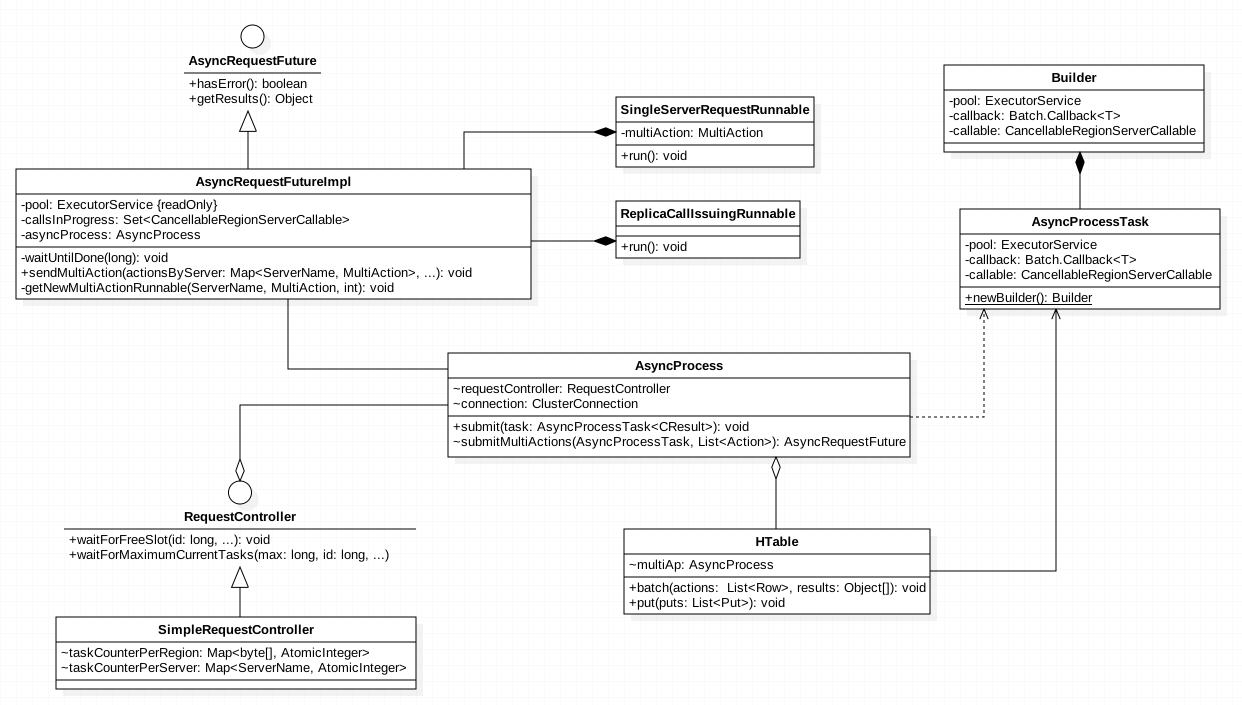 AsyncRequestFuture
+hasError(): boolean
+getResults(): Object
AsyncRequestFutureImpl
-pool: ExecutorService {readOnly}
-callsInProgress: Set<CancellableRegionServerCallable>
-asyncProcess: AsyncProcess
-waitUntilDone(long): void
+sendMultiAction(actionsByServer: Map<ServerName, MultiAction>, ...): void
-getNewMultiActionRunnable(ServerName, MultiAction, int): void
SingleServerRequestRunnable
-multiAction: MultiAction
+run(): void
ReplicaCallIssuingRunnable
+run(): void
Builder
-pool: ExecutorService
-callback: Batch.Callback<T>
-callable: CancellableRegionServerCallable
AsyncProcessTask
-pool: ExecutorService
-callback: Batch.Callback<T>
-callable: CancellableRegionServerCallable
+newBuilder(): Builder
AsyncProcess
~requestController: RequestController
~connection: ClusterConnection
+submit(task: AsyncProcessTask<CResult>): void
~submitMultiActions(AsyncProcessTask, List<Action>): AsyncRequestFuture
RequestController
+waitForFreeSlot(id: long, ...): void
+waitForMaximumCurrentTasks(max: long, id: long, ...)
SimpleRequestController
~taskCounterPerRegion: Map<byte[], AtomicInteger>
~taskCounterPerServer: Map<ServerName, AtomicInteger>
HTable
~multiAp: AsyncProcess
+batch(actions:  List<Row>, results: Object[]): void
+put(puts: List<Put>): void